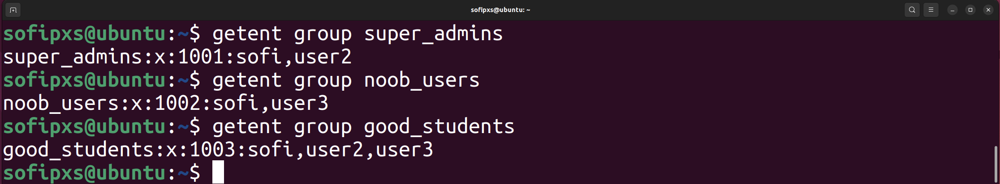 sofipxs@ubuntu: ~
sofipxs@ubuntu:~$ getent group super_admins
super_admins:x:1001:sofi,user2
sofipxs@ubuntu:~$ getent group noob_users
noob_users:x:1002:sofi,user3
sofipxs@ubuntu:~$ getent group good_students
good_students:x:1003:sofi,user2,user3
sofipxs@ubuntu:~$